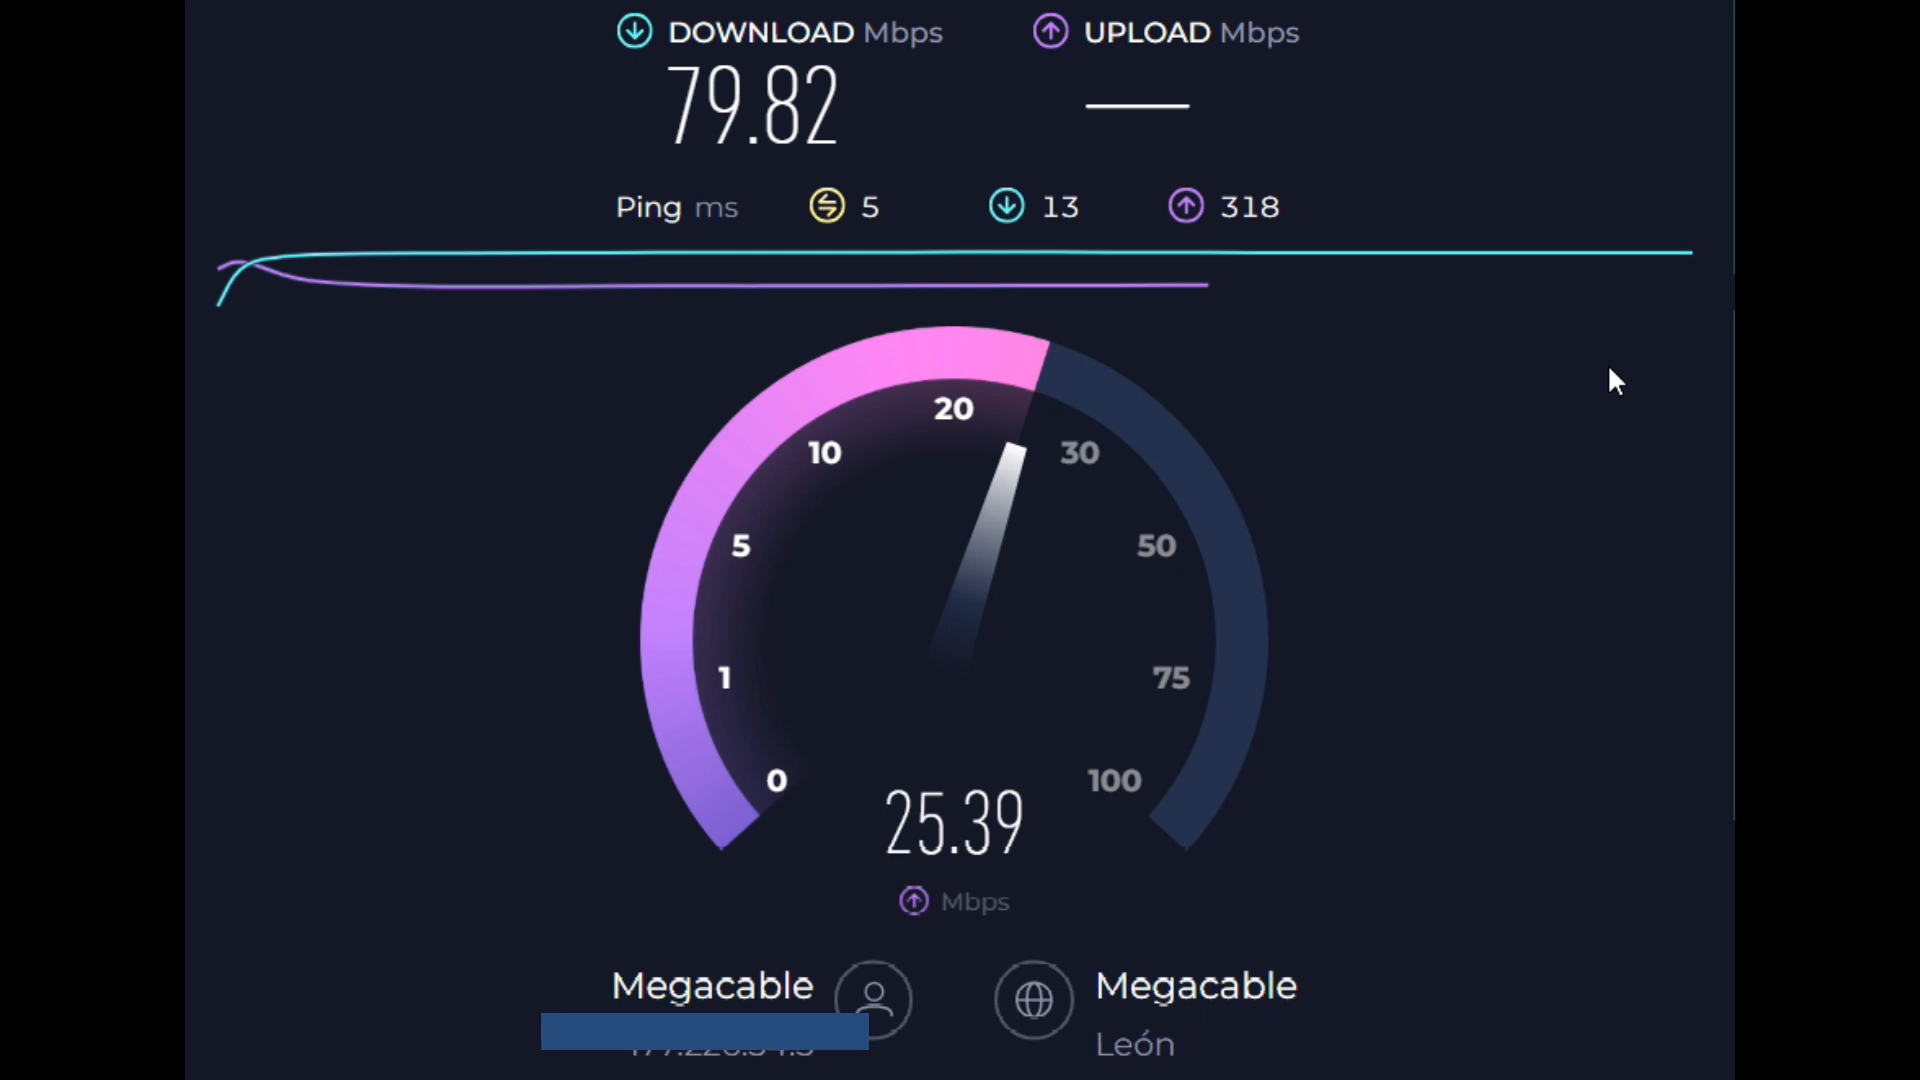 DOWNLOAD Mbps
79.82
UPLOAD Mbps
—
Ping ms 5 13 318
0
1
5
10
20
30
50
75
100
25.39
Mbps
Megacable
Megacable
León